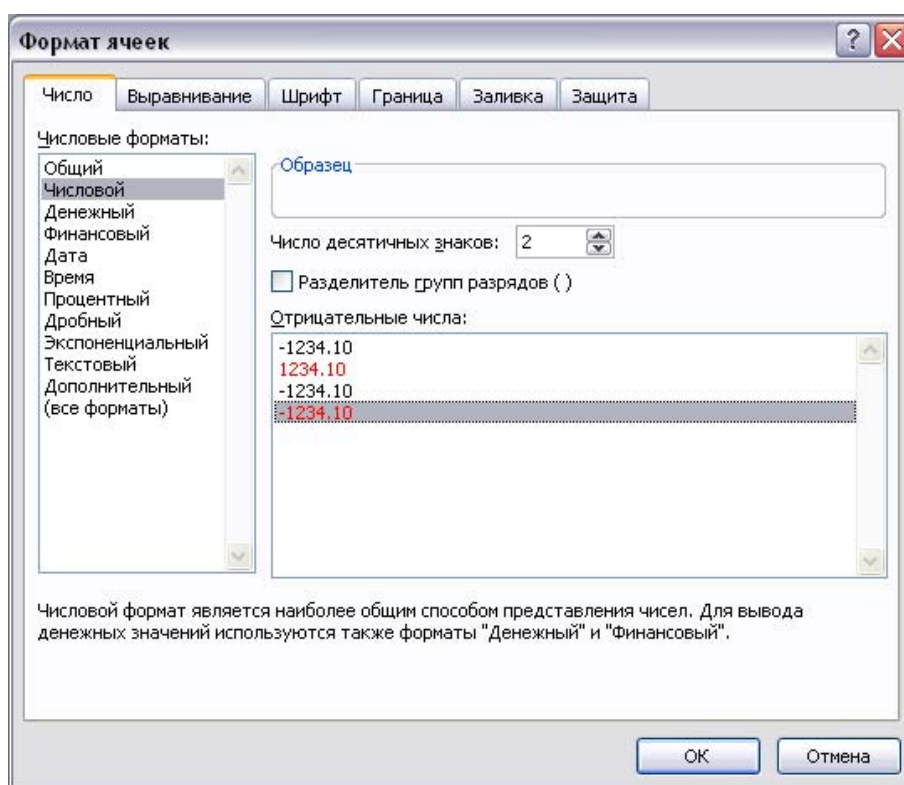 Формат ячеек
Число Выравнивание Шрифт Граница Заливка Защита
Числовые форматы:
Общий
Числовой
Денежный
Финансовый
Дата
Время
Процентный
Дробный
Экспоненциальный
Текстовый
Дополнительный
(все форматы)
Образец
Число десятичных знаков: 2
Разделитель групп разрядов ( )
Отрицательные числа:
-1234.10
1234.10
-1234.10
-1234.10
Числовой формат является наиболее общим способом представления чисел. Для вывода
денежных значений используются также форматы "Денежный" и "Финансовый".
ОК Отмена